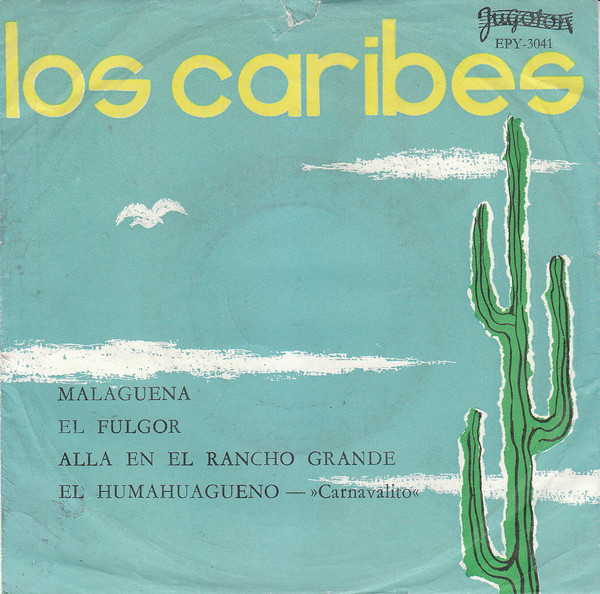 Jugoton
EPY-3041
los caribes
MALAGUENA
EL FULGOR
ALLA EN EL RANCHO GRANDE
EL HUMAHUAGUENO — »Carnavalito«